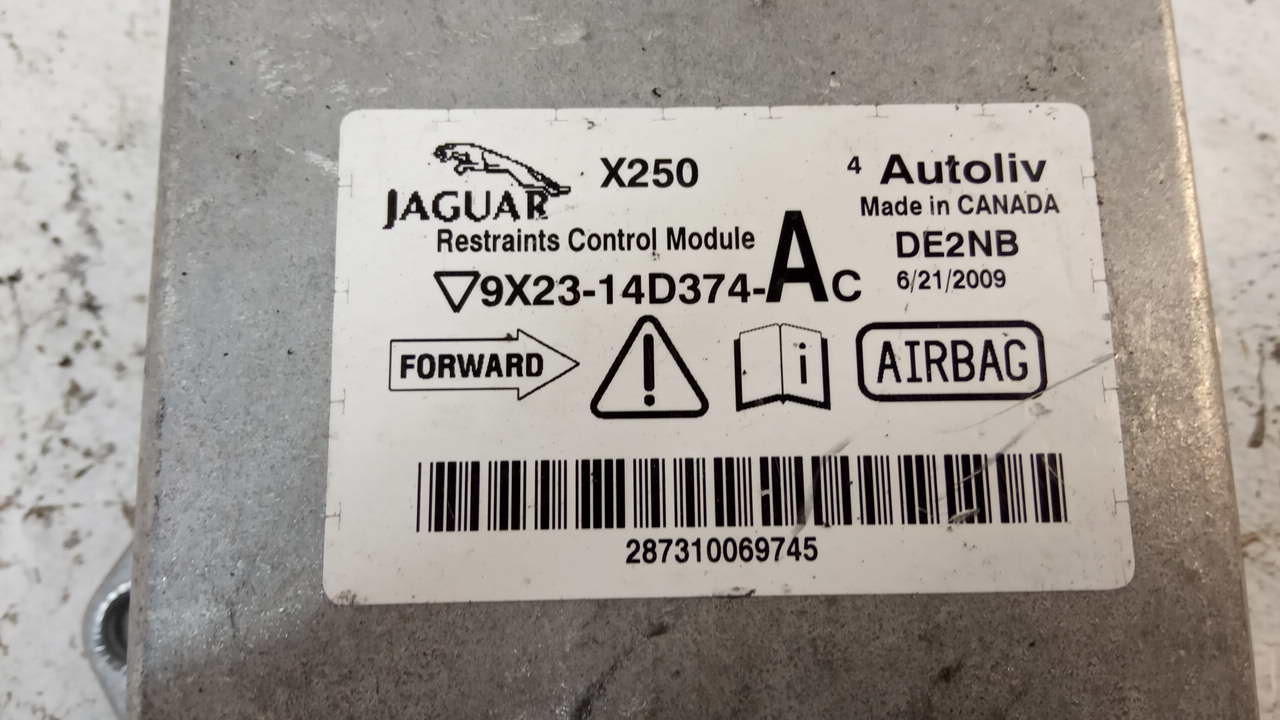 JAGUAR X250 4 Autoliv
Made in CANADA
Restraints Control Module DE2NB
9X23-14D374-AC 6/21/2009
FORWARD ! i AIRBAG
287310069745